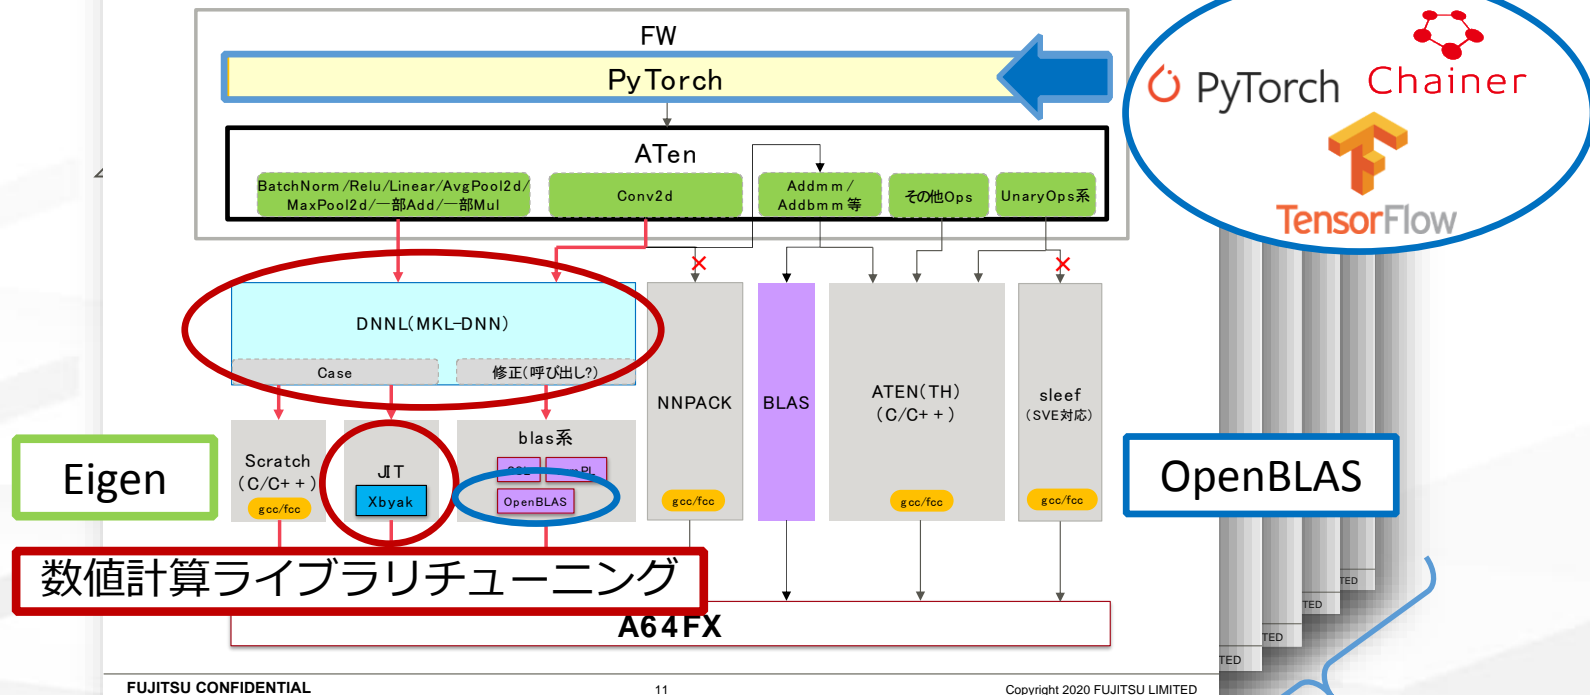 FW
PyTorch
PyTorch
Chainer
TensorFlow
ATen
BatchNorm/Relu/Linear/AvgPool2d/
MaxPool2d/一部Add/一部Mul
Conv2d
Addmm/
Addbmm等
その他Ops
UnaryOps系
×
×
DNNL(MKL-DNN)
Case
修正(呼び出し?)
NNPACK
gcc/fcc
BLAS
ATEN(TH)
(C/C++)
gcc/fcc
sleef
(SVE対応)
gcc/fcc
Eigen
Scratch
(C/C++)
gcc/fcc
JIT
Xbyak
blas系
OpenBLAS
OpenBLAS
数値計算ライブラリチューニング
A64FX
TED
TED
TED
TED
FUJITSU CONFIDENTIAL
11
Copyright 2020 FUJITSU LIMITED